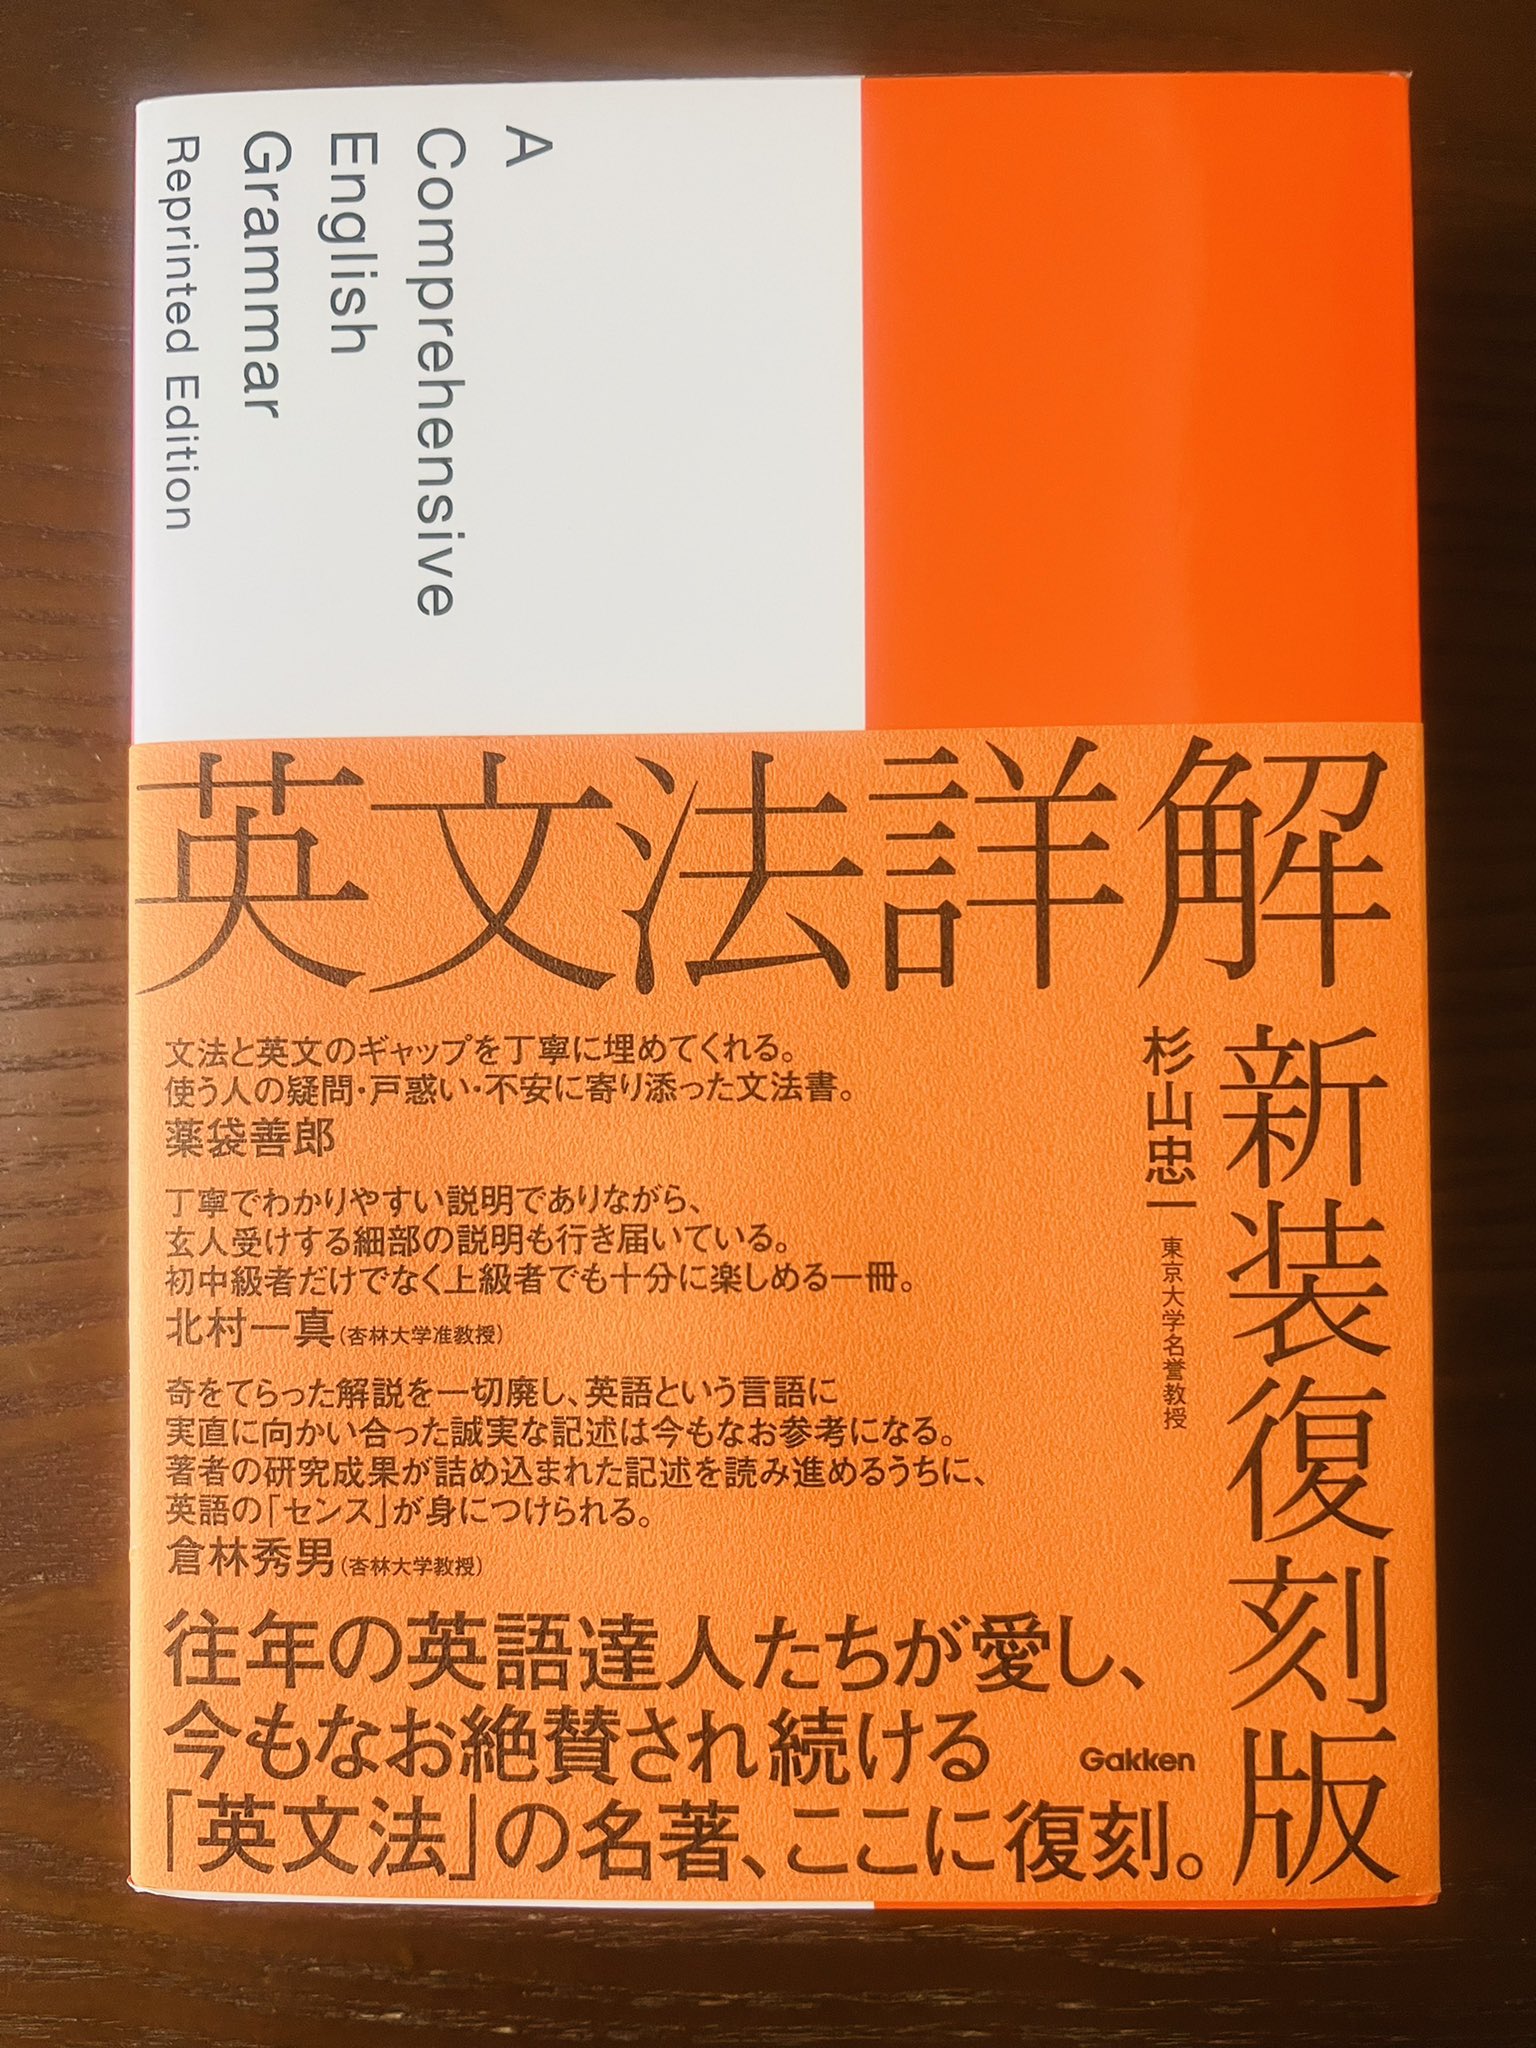 A
Comprehensive
English
Grammar
Reprinted Edition
英文法詳解
新装復刻版
杉山忠一
東京大学名誉教授
文法と英文のギャップを丁寧に埋めてくれる。
使う人の疑問・戸惑い・不安に寄り添った文法書。
薬袋善郎
丁寧でわかりやすい説明でありながら、
玄人受けする細部の説明も行き届いている。
初中級者だけでなく上級者でも十分に楽しめる一冊。
北村一真(杏林大学准教授)
奇をてらった解説を一切廃し、英語という言語に
実直に向かい合った誠実な記述は今もなお参考になる。
著者の研究成果が詰め込まれた記述を読み進めるうちに、
英語の「センス」が身につけられる。
倉林秀男(杏林大学教授)
往年の英語達人たちが愛し、
今もなお絶賛され続ける
「英文法」の名著、ここに復刻。
Gakken